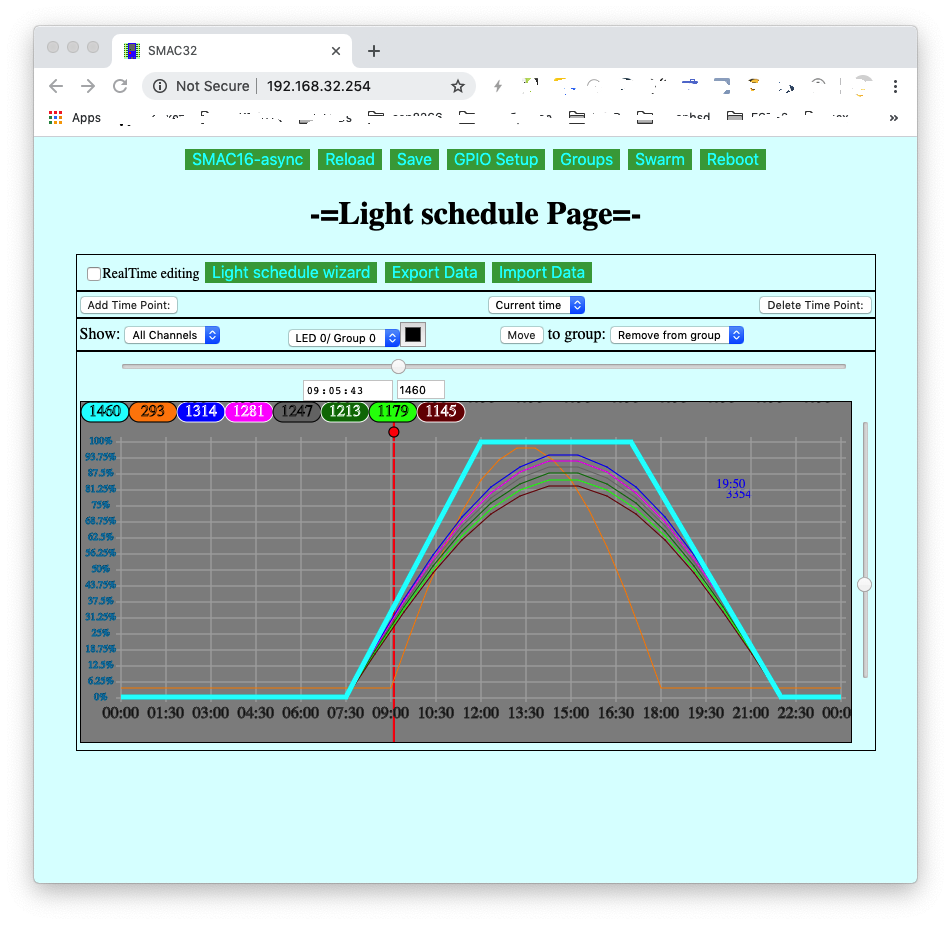 SMAC32
Not Secure 192.168.32.254
Apps »
SMAC16-async Reload Save GPIO Setup Groups Swarm Reboot
-=Light schedule Page=-
RealTime editing Light schedule wizard Export Data Import Data
Add Time Point: Current time Delete Time Point:
Show: All Channels LED 0/ Group 0 Move to group: Remove from group
09:05:43 1460
1460 293 1314 1281 1247 1213 1179 1145
100%
93.75%
87.5%
19:50
81.25%
3354
75%
68.75%
62.5%
56.25%
50%
43.75%
37.5%
31.25%
25%
18.75%
12.5%
6.25%
0%
00:00 01:30 03:00 04:30 06:00 07:30 09:00 10:30 12:00 13:30 15:00 16:30 18:00 19:30 21:00 22:30 00:0